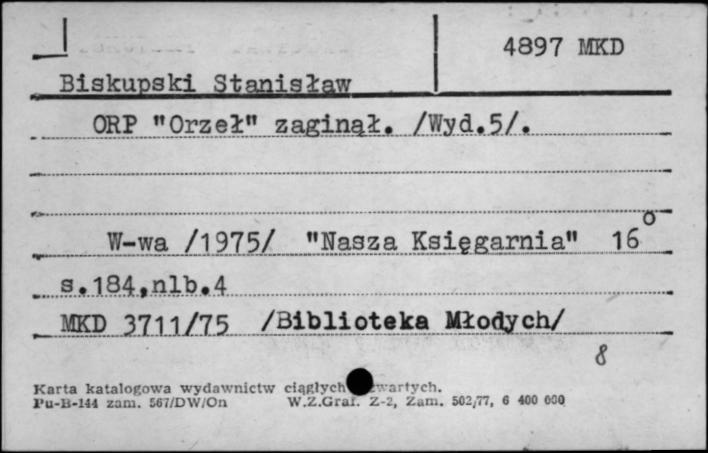 4897 MKD
Biskupski Stanisław
ORP "Orzeł" zaginął. /Wyd.5/.
W-wa /1975/ "Nasza Księgarnia" 16°
s.184,nlb.4
MKD 3711/75 /Biblioteka Młodych/
8
Karta katalogowa wydawnictw ciągłych
Pu-B-144 zam. 567/DW/On W.Z.Graf. Z-2, Zam. 502/77, 6 400 000